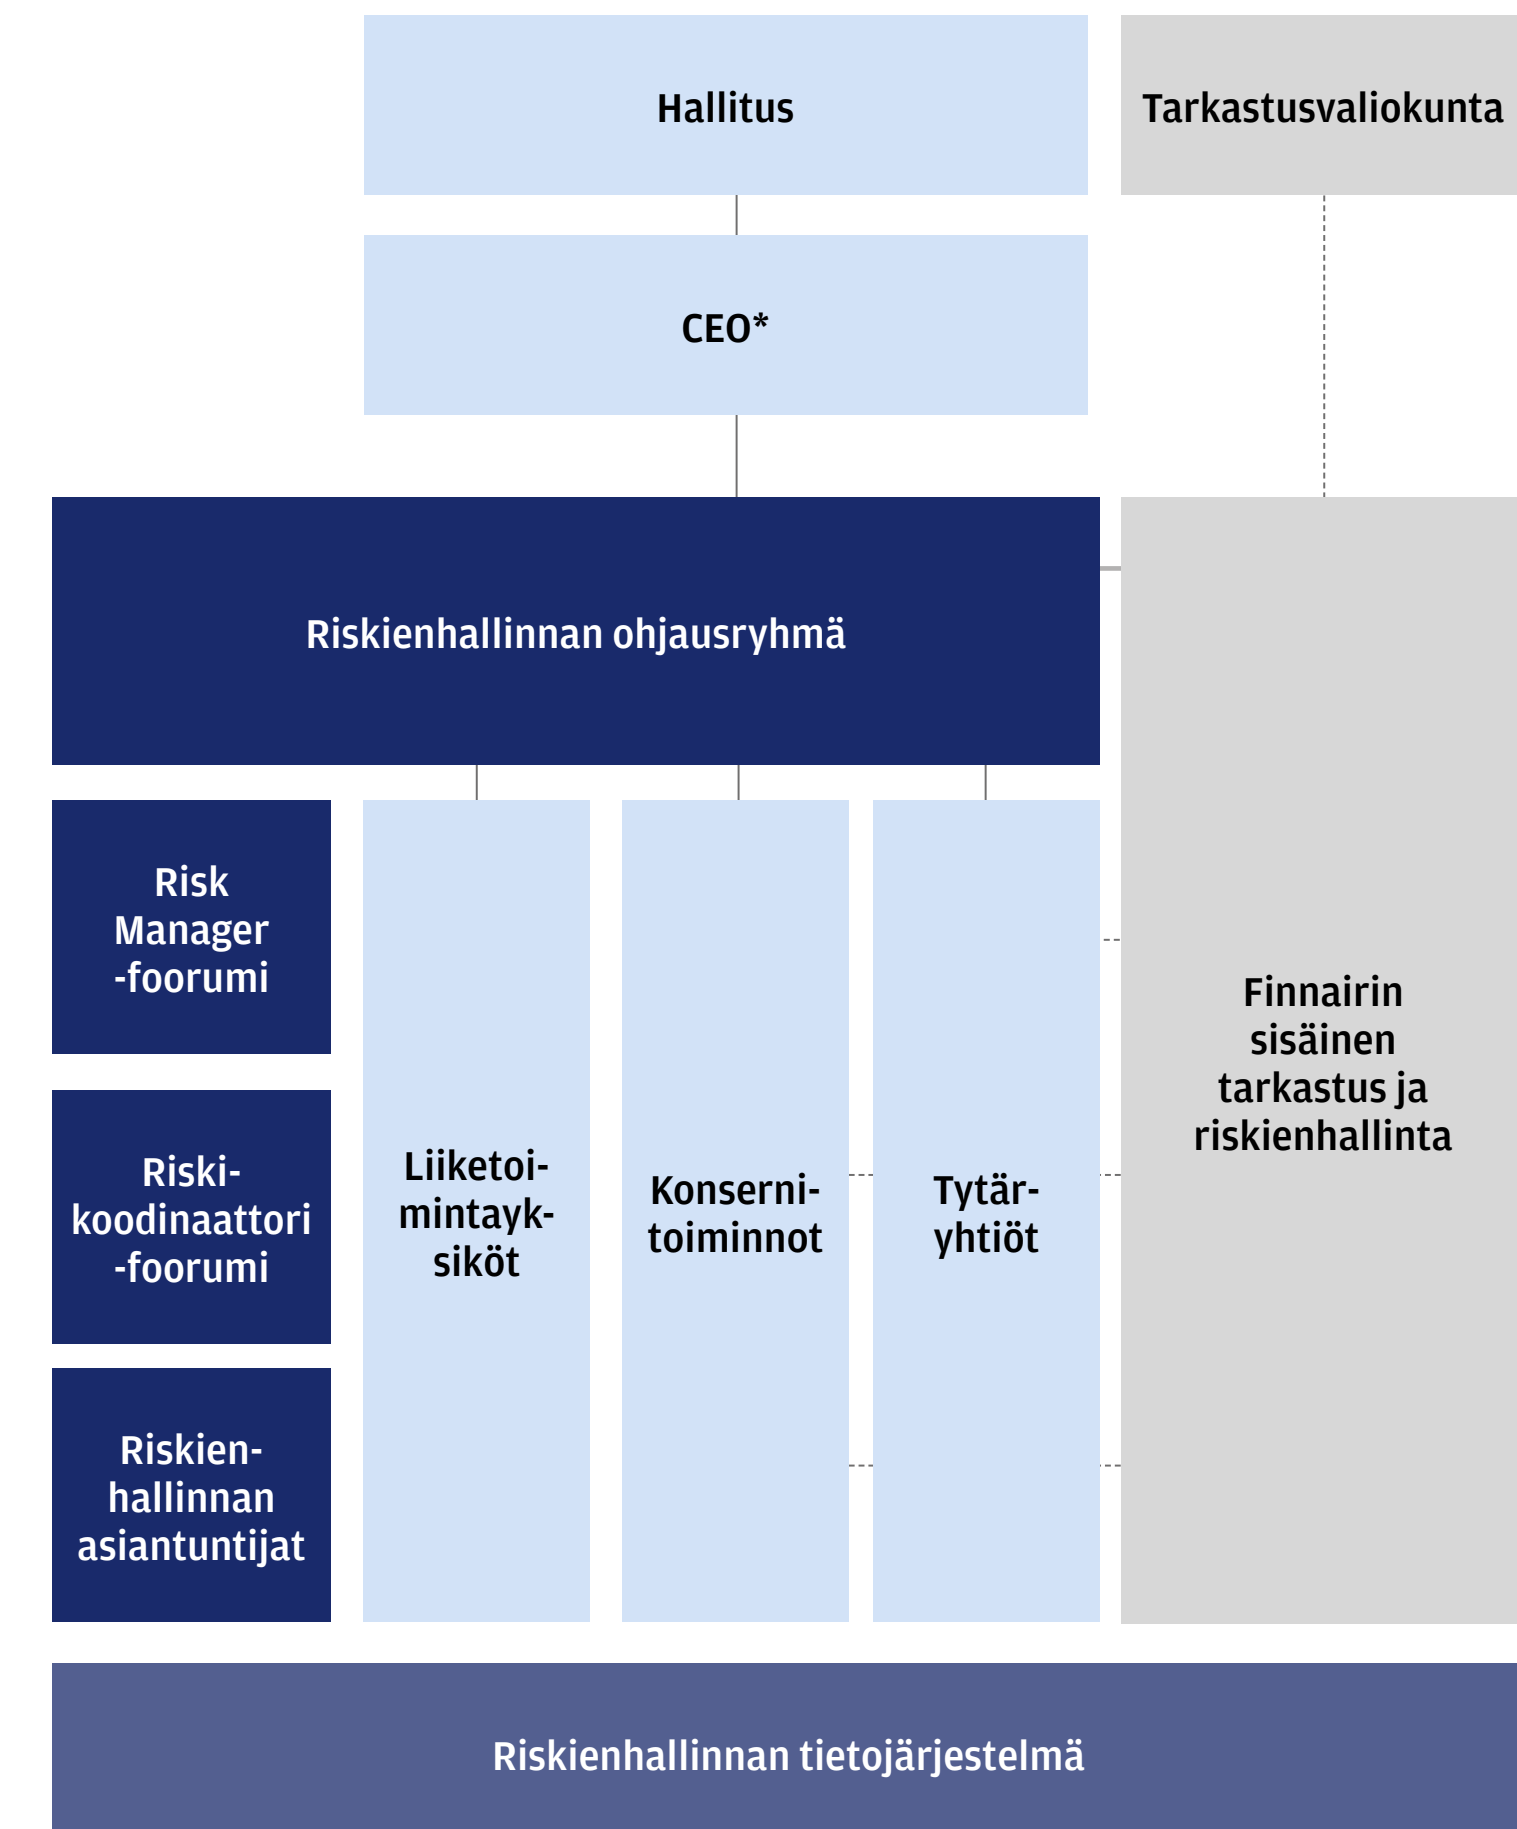 Hallitus
Tarkastusvaliokunta
CEO*
Riskienhallinnan ohjausryhmä
Risk
Manager
-foorumi
Riski-
koodinaattori
-foorumi
Riskien-
hallinnan
asiantuntijat
Liiketoi-
mintayk-
siköt
Konserni-
toiminnot
Tytär-
yhtiöt
Finnairin
sisäinen
tarkastus ja
riskienhallinta
Riskienhallinnan tietojärjestelmä